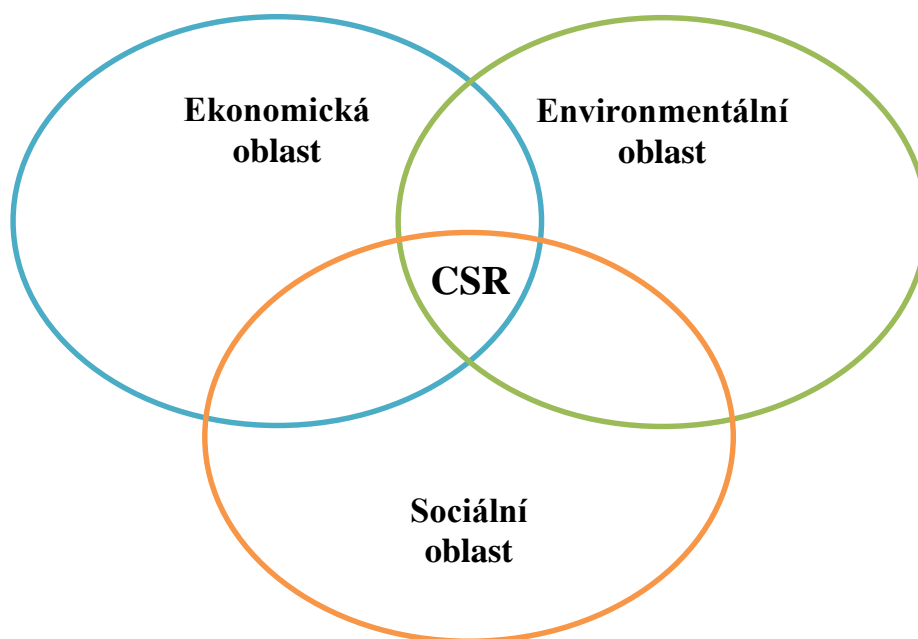 Ekonomická
oblast
Environmentální
oblast
CSR
Sociální
oblast